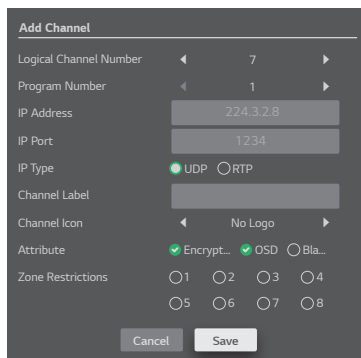 Add Channel
Logical Channel Number 7
Program Number 1
IP Address 224.3.2.8
IP Port 1234
IP Type UDP RTP
Channel Label
Channel Icon No Logo
Attribute Encrypt... OSD Bla...
Zone Restrictions 1 2 3 4
5 6 7 8
Cancel Save